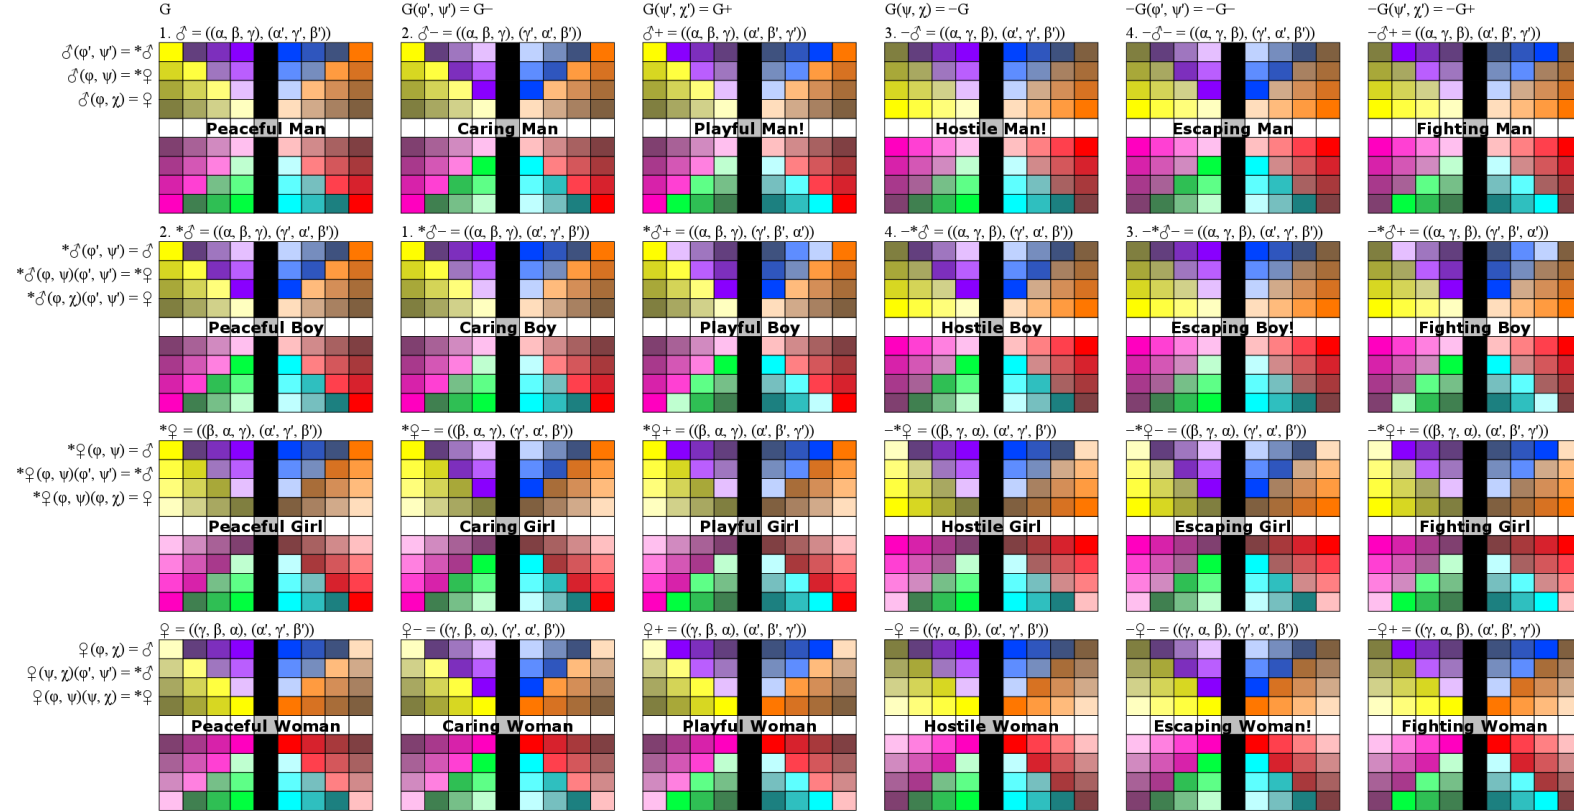 G G(φ', ψ') = G− G(ψ', χ') = G+ G(ψ, χ) = −G −G(φ', ψ') = −G− −G(ψ', χ') = −G+
1. ♂ = ((α, β, γ), (α', γ', β')) 2. ♂− = ((α, β, γ), (γ', α', β')) ♂+ = ((α, β, γ), (α', β', γ')) 3. −♂ = ((α, γ, β), (α', γ', β')) 4. −♂− = ((α, γ, β), (γ', α', β')) −♂+ = ((α, γ, β), (α', β', γ'))
♂(φ', ψ') = *♂
♂(φ, ψ) = *♀
♂(φ, χ) = ♀
Peaceful Man Caring Man Playful Man! Hostile Man! Escaping Man Fighting Man
2. *♂ = ((α, β, γ), (γ', α', β')) 1. *♂− = ((α, β, γ), (α', γ', β')) *♂+ = ((α, β, γ), (γ', β', α')) 4. −*♂ = ((α, γ, β), (γ', α', β')) 3. −*♂− = ((α, γ, β), (α', γ', β')) −*♂+ = ((α, γ, β), (γ', β', α'))
*♂(φ', ψ') = ♂
*♂(φ, ψ)(φ', ψ') = *♀
*♂(φ, χ)(φ', ψ') = ♀
Peaceful Boy Caring Boy Playful Boy Hostile Boy Escaping Boy! Fighting Boy
*♀ = ((β, α, γ), (α', γ', β')) *♀− = ((β, α, γ), (γ', α', β')) *♀+ = ((β, α, γ), (α', β', γ')) −*♀ = ((β, γ, α), (α', γ', β')) −*♀− = ((β, γ, α), (γ', α', β')) −*♀+ = ((β, γ, α), (α', β', γ'))
*♀(φ, ψ) = ♂
*♀(φ, ψ)(φ', ψ') = *♂
*♀(φ, ψ)(φ, χ) = ♀
Peaceful Girl Caring Girl Playful Girl Hostile Girl Escaping Girl Fighting Girl
♀ = ((γ, β, α), (α', γ', β')) ♀− = ((γ, β, α), (γ', α', β')) ♀+ = ((γ, β, α), (α', β', γ')) −♀ = ((γ, α, β), (α', γ', β')) −♀− = ((γ, α, β), (γ', α', β')) −♀+ = ((γ, α, β), (α', β', γ'))
♀(φ, χ) = ♂
♀(ψ, χ)(φ', ψ') = *♂
♀(φ, ψ)(ψ, χ) = *♀
Peaceful Woman Caring Woman Playful Woman Hostile Woman Escaping Woman! Fighting Woman